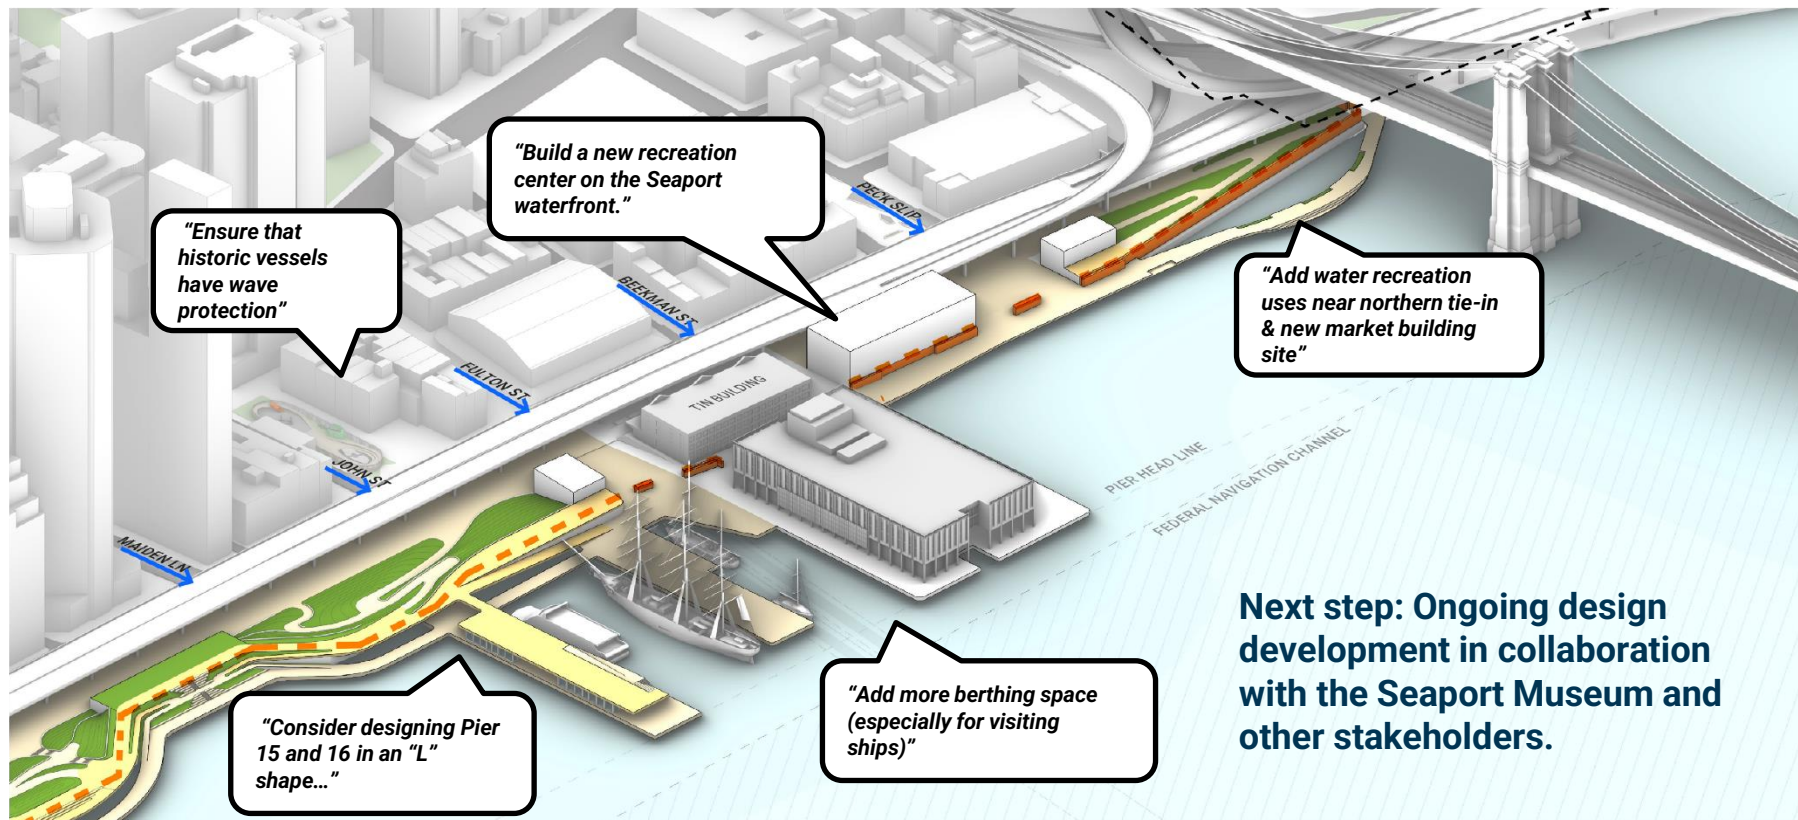 “Build a new recreation
center on the Seaport
waterfront.”
PECK SLIP
“Ensure that
historic vessels
have wave
protection”
“Add water recreation
uses near northern tie-in
& new market building
site”
BEEKMAN ST
FULTON ST
TIN BUILDING
JOHN ST
PIER HEAD LINE
FEDERAL NAVIGATION CHANNEL
MAIDEN LN
Next step: Ongoing design
development in collaboration
with the Seaport Museum and
other stakeholders.
“Add more berthing space
(especially for visiting
ships)”
“Consider designing Pier
15 and 16 in an “L”
shape…”